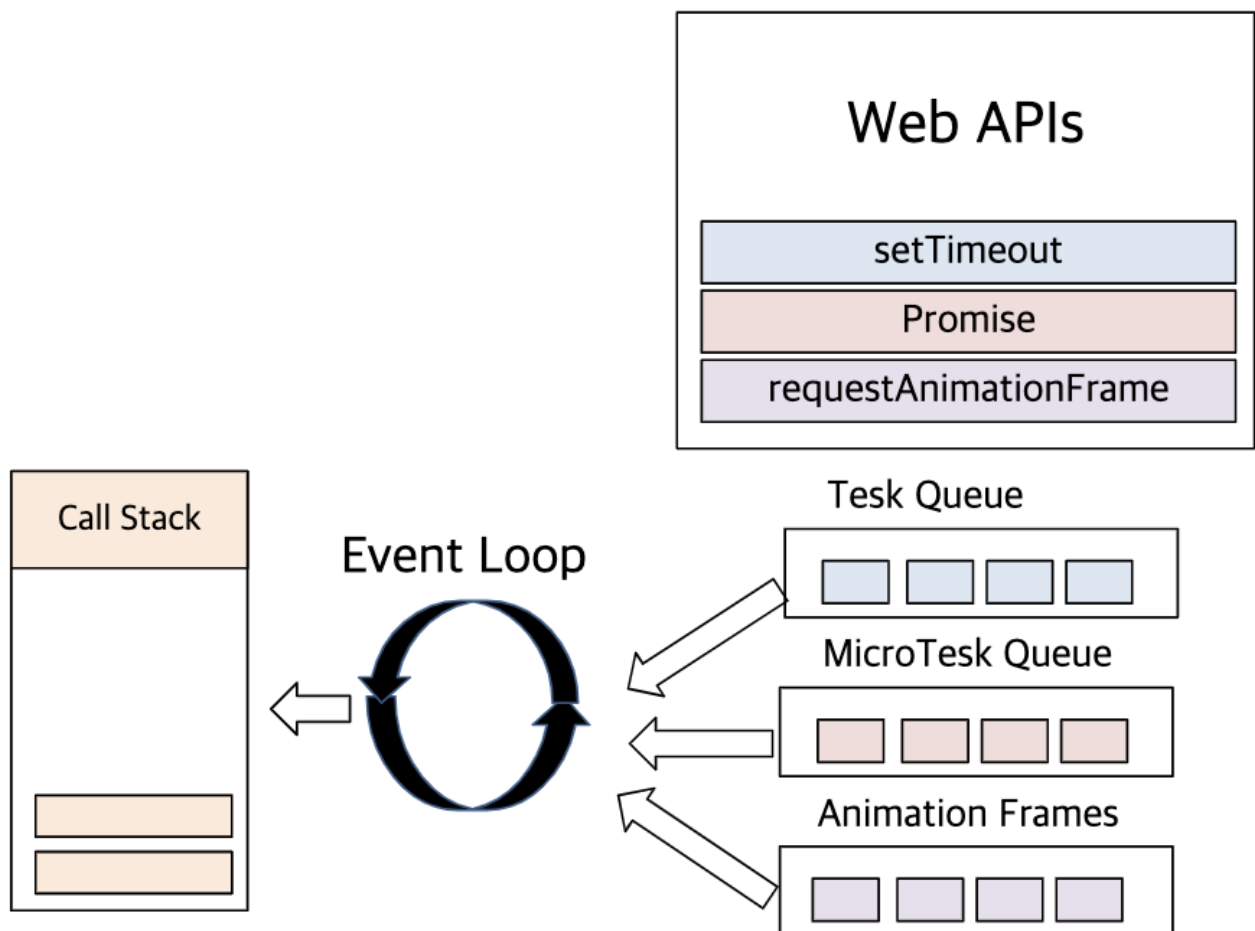 Web APIs
setTimeout
Promise
requestAnimationFrame
Call Stack
Event Loop
Tesk Queue
MicroTesk Queue
Animation Frames